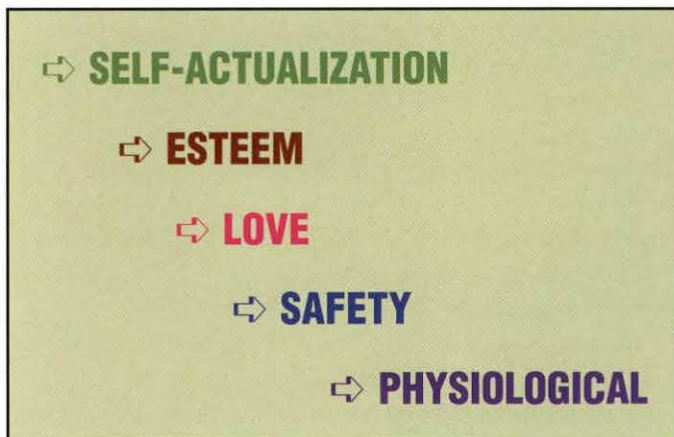 ⇨ SELF-ACTUALIZATION
⇨ ESTEEM
⇨ LOVE
⇨ SAFETY
⇨ PHYSIOLOGICAL